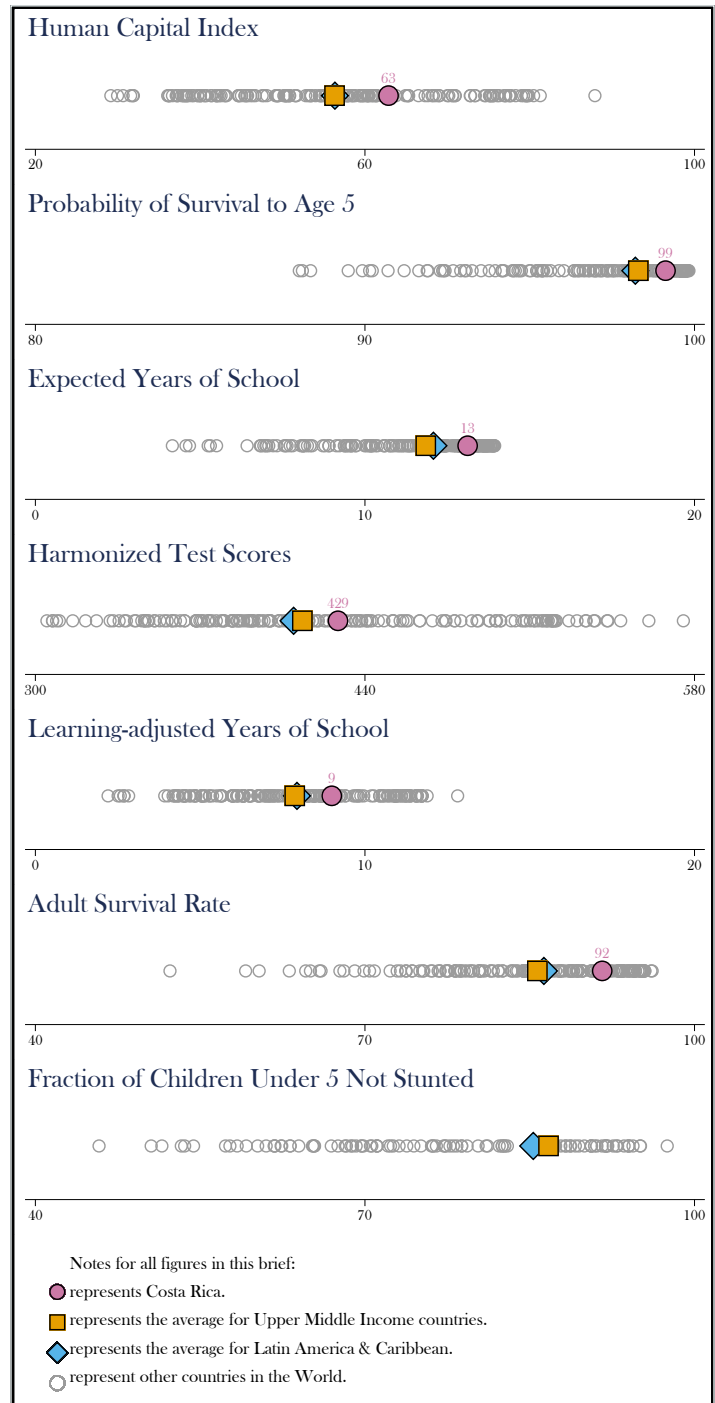 Human Capital Index
63
20 60 100
Probability of Survival to Age 5
99
80 90 100
Expected Years of School
13
0 10 20
Harmonized Test Scores
429
300 440 580
Learning-adjusted Years of School
9
0 10 20
Adult Survival Rate
92
40 70 100
Fraction of Children Under 5 Not Stunted
40 70 100
Notes for all figures in this brief:
represents Costa Rica.
represents the average for Upper Middle Income countries.
represents the average for Latin America & Caribbean.
represent other countries in the World.